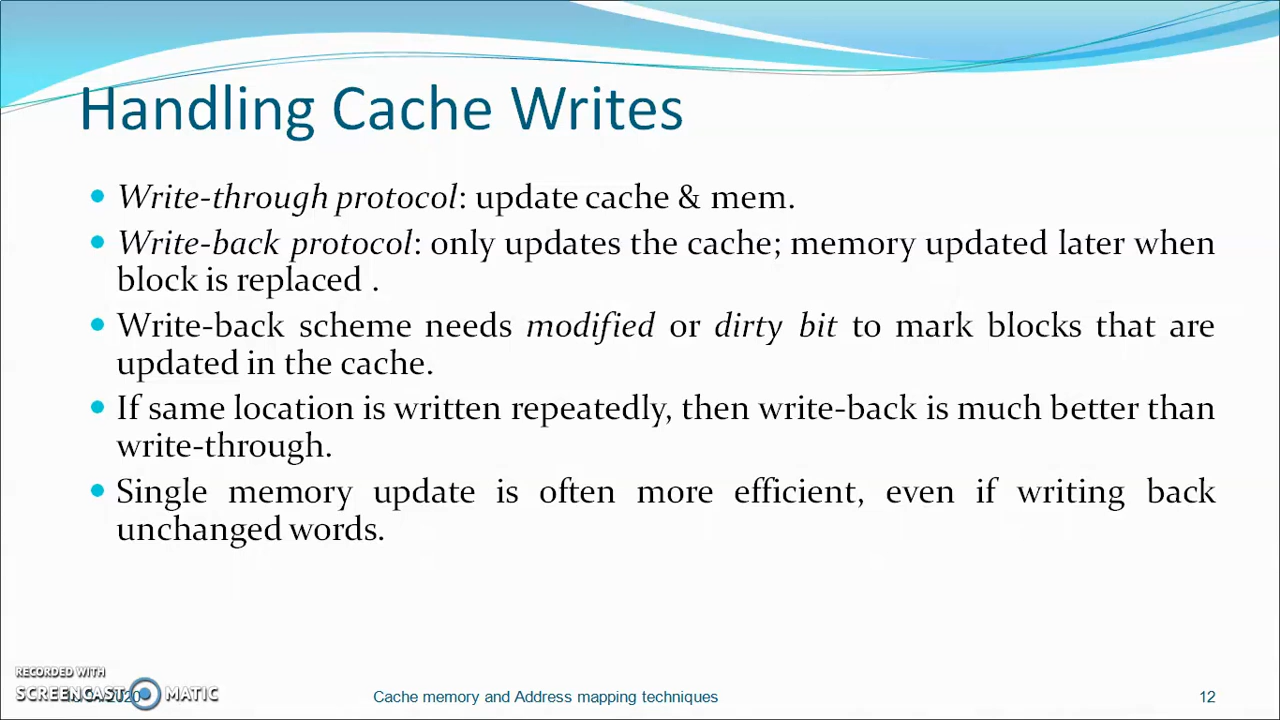 Handling Cache Writes
Write-through protocol: update cache & mem.
Write-back protocol: only updates the cache; memory updated later when
block is replaced .
Write-back scheme needs modified or dirty bit to mark blocks that are
updated in the cache.
If same location is written repeatedly, then write-back is much better than
write-through.
Single memory update is often more efficient, even if writing back
unchanged words.
RECORDED WITH
SCREENCAST MATIC
Cache memory and Address mapping techniques
12